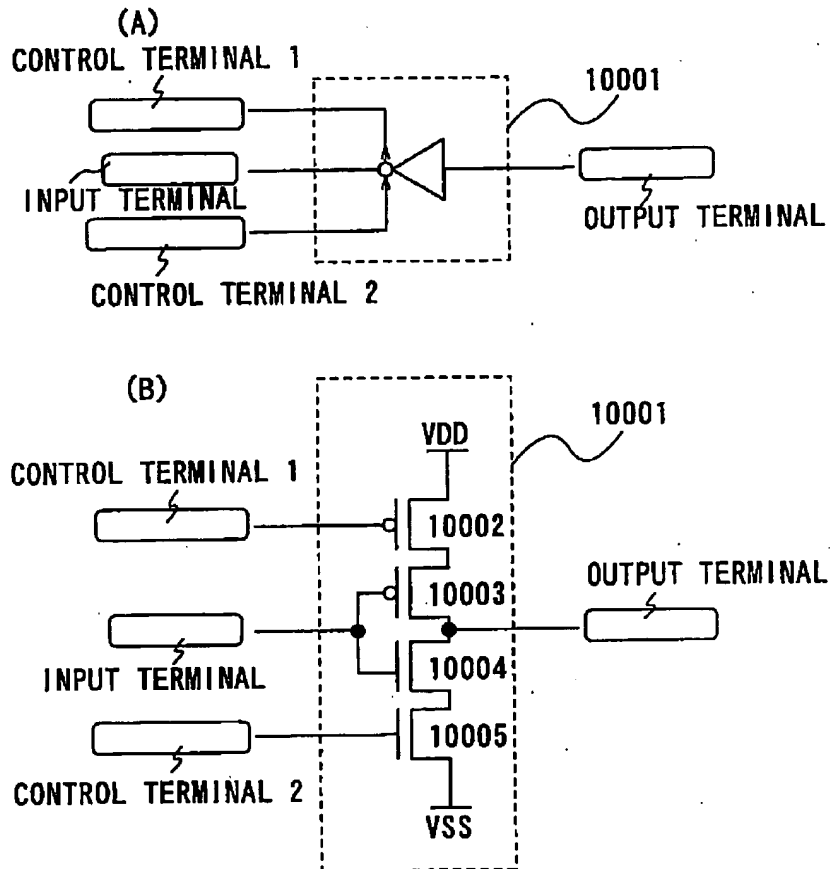 (A)
CONTROL TERMINAL 1
10001
INPUT TERMINAL
OUTPUT TERMINAL
CONTROL TERMINAL 2
(B)
10001
VDD
CONTROL TERMINAL 1
10002
OUTPUT TERMINAL
10003
INPUT TERMINAL
10004
10005
CONTROL TERMINAL 2
VSS